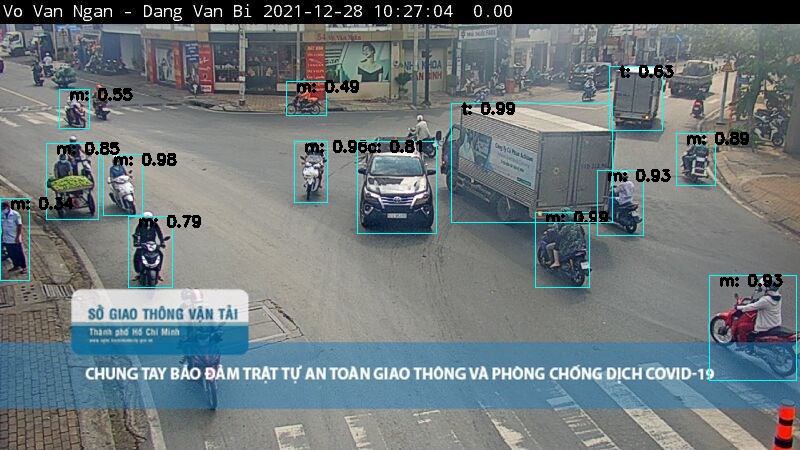 Vo Van Ngan - Dang Van Bi 2021-12-28 10:27:04  0.00
m: 0.55
m: 0.49
t: 0.63
t: 0.99
m: 0.85
m: 0.98
m: 0.96
c: 0.81
m: 0.89
m: 0.93
m: 0.34
m: 0.79
m: 0.99
m: 0.93
SỞ GIAO THÔNG VẬN TẢI
Thành phố Hồ Chí Minh
CHUNG TAY BẢO ĐẢM TRẬT TỰ AN TOÀN GIAO THÔNG VÀ PHÒNG CHỐNG DỊCH COVID-19